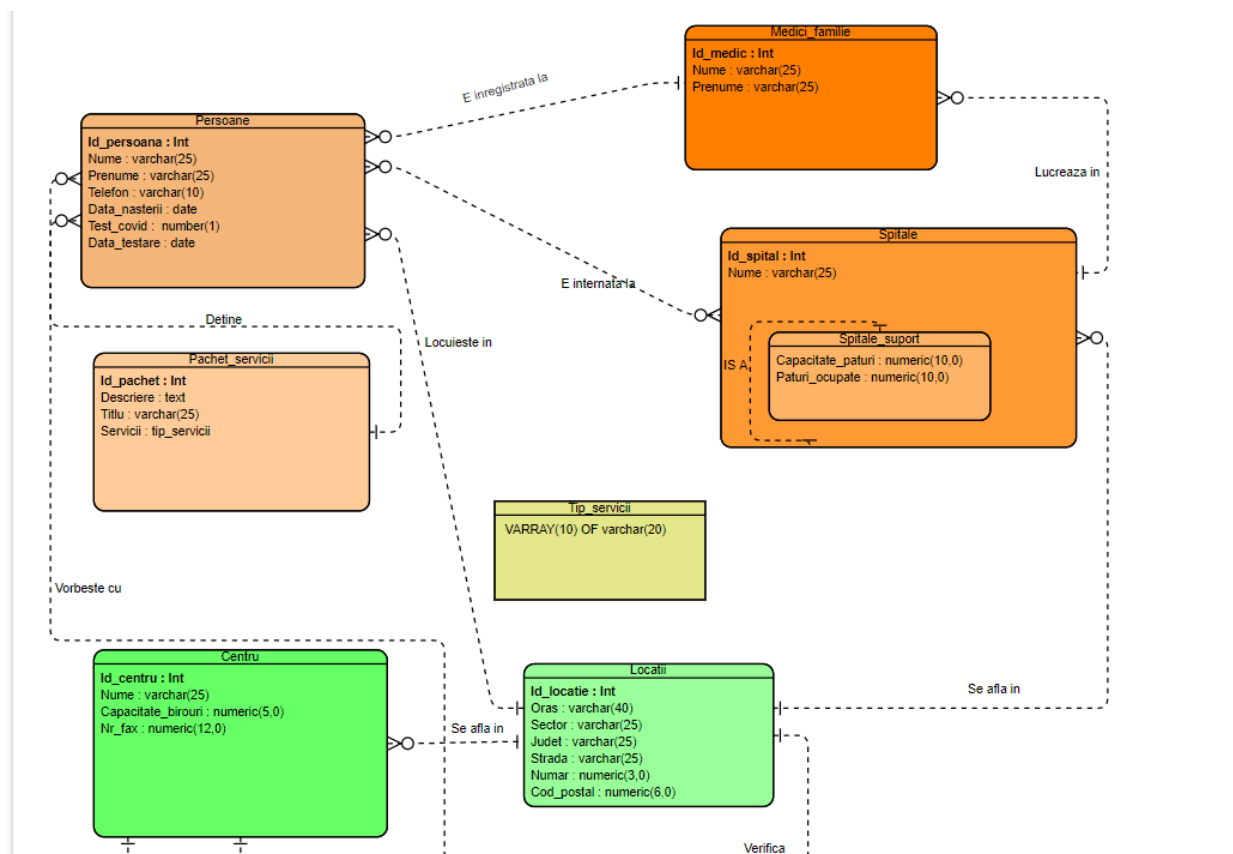 Medici_familie
Id_medic : Int
Nume : varchar(25)
Prenume : varchar(25)
E inregistrata la
Persoane
Id_persoana : Int
Nume : varchar(25)
Prenume : varchar(25)
Telefon : varchar(10)
Data_nasterii : date
Test_covid : number(1)
Data_testare : date
Lucreaza in
Spitale
Id_spital : Int
Nume : varchar(25)
E internata la
Spitale_suport
Capacitate_paturi : numeric(10,0)
Paturi_ocupate : numeric(10,0)
IS A
Detine
Locuieste in
Pachet_servicii
Id_pachet : Int
Descriere : text
Titlu : varchar(25)
Servicii : tip_servicii
Tip_servicii
VARRAY(10) OF varchar(20)
Vorbeste cu
Centru
Id_centru : Int
Nume : varchar(25)
Capacitate_birouri : numeric(5,0)
Nr_fax : numeric(12,0)
Se afla in
Locatii
Id_locatie : Int
Oras : varchar(40)
Sector : varchar(25)
Judet : varchar(25)
Strada : varchar(25)
Numar : numeric(3,0)
Cod_postal : numeric(6,0)
Se afla in
Verifica